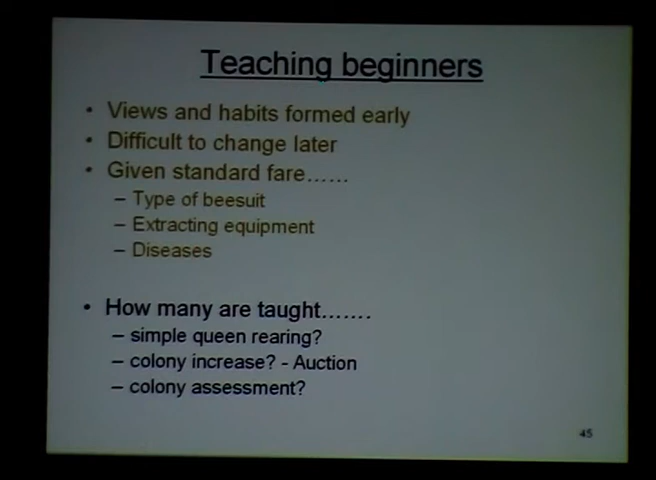 Teaching beginners
• Views and habits formed early
• Difficult to change later
• Given standard fare......
– Type of beesuit
– Extracting equipment
– Diseases
• How many are taught.......
– simple queen rearing?
– colony increase? - Auction
– colony assessment?
45